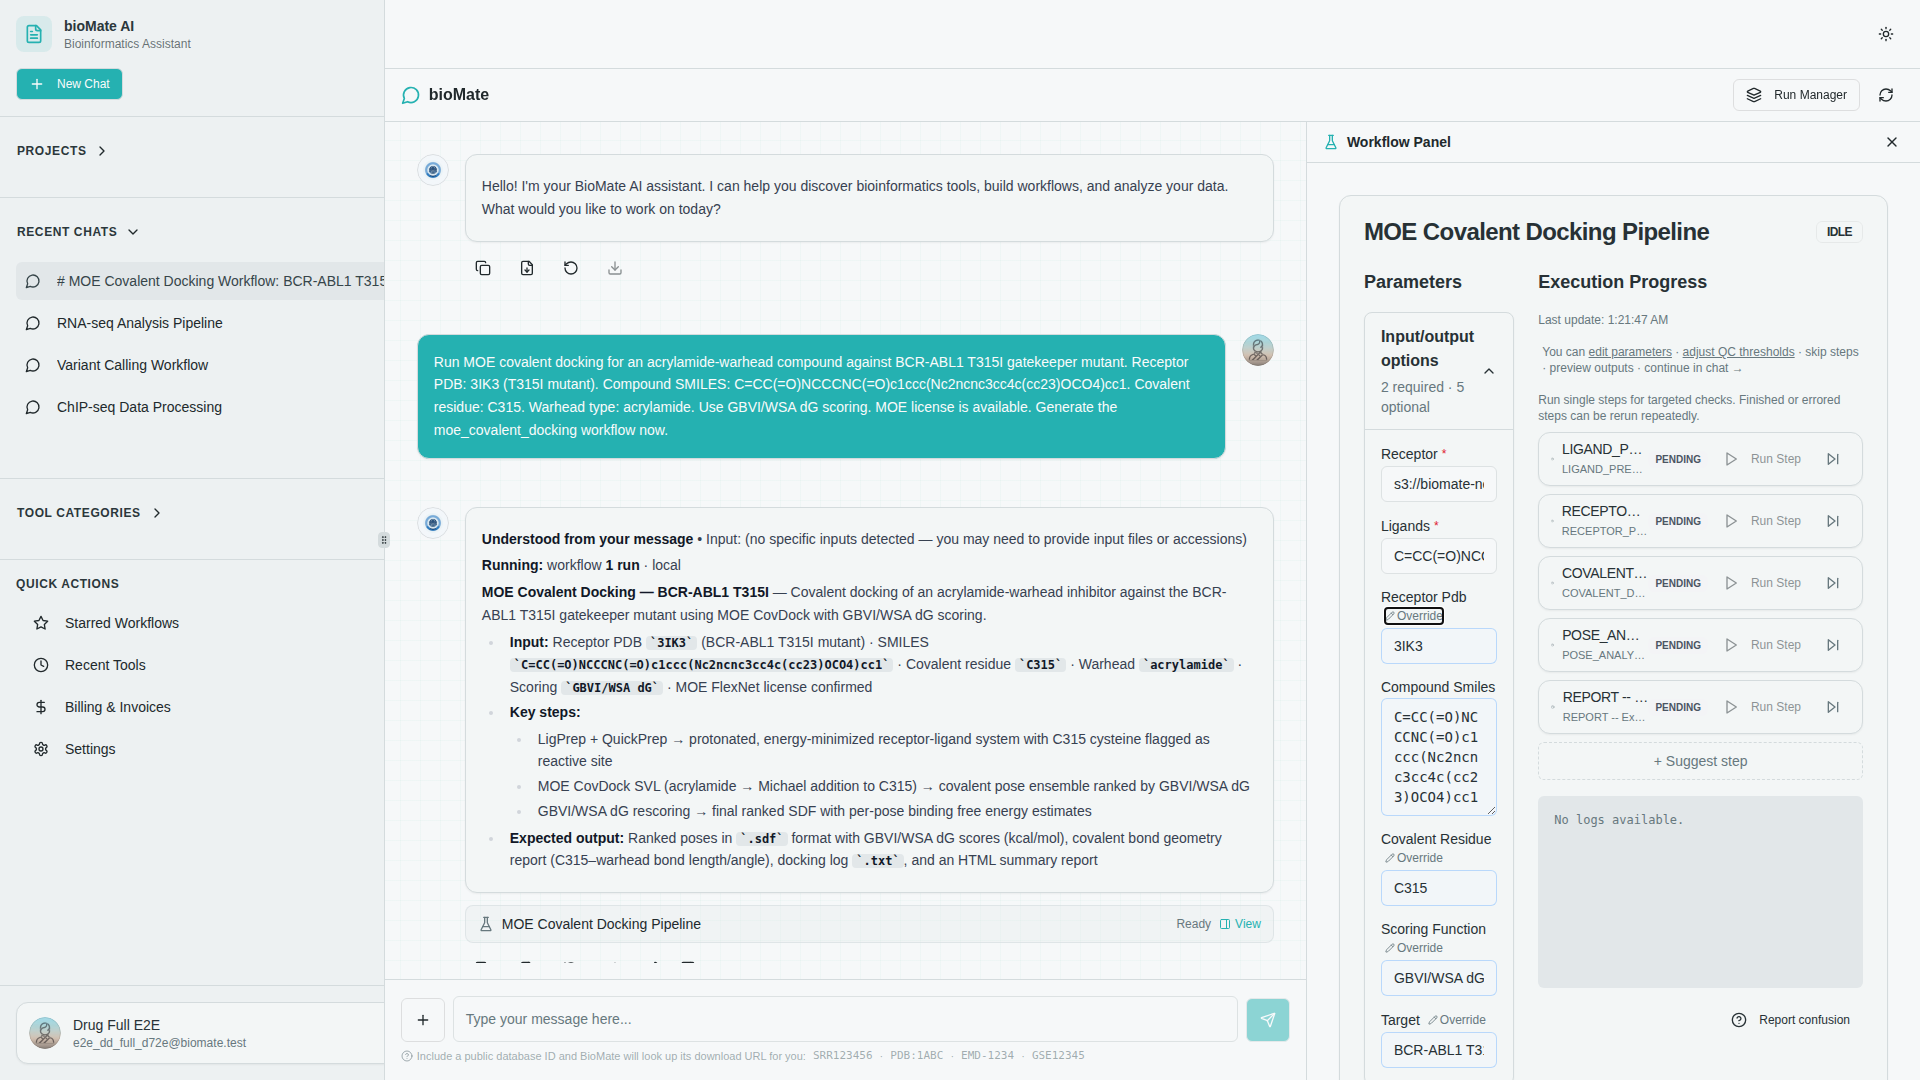 bioMate AI
Bioinformatics Assistant
New Chat
PROJECTS
RECENT CHATS
# MOE Covalent Docking Workflow: BCR-ABL1 T315
RNA-seq Analysis Pipeline
Variant Calling Workflow
ChIP-seq Data Processing
TOOL CATEGORIES
QUICK ACTIONS
Starred Workflows
Recent Tools
Billing & Invoices
Settings
Drug Full E2E
e2e_dd_full_d72e@biomate.test
bioMate
Run Manager
Hello! I'm your BioMate AI assistant. I can help you discover bioinformatics tools, build workflows, and analyze your data.
What would you like to work on today?
Run MOE covalent docking for an acrylamide-warhead compound against BCR-ABL1 T315I gatekeeper mutant. Receptor
PDB: 3IK3 (T315I mutant). Compound SMILES: C=CC(=O)NCCCNC(=O)c1ccc(Nc2ncnc3cc4c(cc23)OCO4)cc1. Covalent
residue: C315. Warhead type: acrylamide. Use GBVI/WSA dG scoring. MOE license is available. Generate the
moe_covalent_docking workflow now.
Understood from your message • Input: (no specific inputs detected — you may need to provide input files or accessions)
Running: workflow 1 run · local
MOE Covalent Docking — BCR-ABL1 T315I — Covalent docking of an acrylamide-warhead inhibitor against the BCR-
ABL1 T315I gatekeeper mutant using MOE CovDock with GBVI/WSA dG scoring.
Input: Receptor PDB `3IK3` (BCR-ABL1 T315I mutant) · SMILES
`C=CC(=O)NCCCNC(=O)c1ccc(Nc2ncnc3cc4c(cc23)OCO4)cc1` · Covalent residue `C315` · Warhead `acrylamide` ·
Scoring `GBVI/WSA dG` · MOE FlexNet license confirmed
Key steps:
LigPrep + QuickPrep → protonated, energy-minimized receptor-ligand system with C315 cysteine flagged as
reactive site
MOE CovDock SVL (acrylamide → Michael addition to C315) → covalent pose ensemble ranked by GBVI/WSA dG
GBVI/WSA dG rescoring → final ranked SDF with per-pose binding free energy estimates
Expected output: Ranked poses in `.sdf` format with GBVI/WSA dG scores (kcal/mol), covalent bond geometry
report (C315–warhead bond length/angle), docking log `.txt`, and an HTML summary report
MOE Covalent Docking Pipeline
Ready
View
Type your message here...
Include a public database ID and BioMate will look up its download URL for you: SRR123456 · PDB:1ABC · EMD-1234 · GSE12345
Workflow Panel
MOE Covalent Docking Pipeline
IDLE
Parameters
Input/output
options
2 required · 5
optional
Receptor *
s3://biomate-n
Ligands *
C=CC(=O)NCC
Receptor Pdb
Override
3IK3
Compound Smiles
C=CC(=O)NC
CCNC(=O)c1
ccc(Nc2ncn
c3cc4c(cc2
3)OCO4)cc1
Covalent Residue
Override
C315
Scoring Function
Override
GBVI/WSA dG
Target Override
BCR-ABL1 T3
Execution Progress
Last update: 1:21:47 AM
You can edit parameters · adjust QC thresholds · skip steps
· preview outputs · continue in chat →
Run single steps for targeted checks. Finished or errored
steps can be rerun repeatedly.
LIGAND_P...
LIGAND_PRE...
PENDING
Run Step
RECEPTO...
RECEPTOR_P...
PENDING
Run Step
COVALENT...
COVALENT_D...
PENDING
Run Step
POSE_AN...
POSE_ANALY...
PENDING
Run Step
REPORT -- ...
REPORT -- Ex...
PENDING
Run Step
+ Suggest step
No logs available.
Report confusion